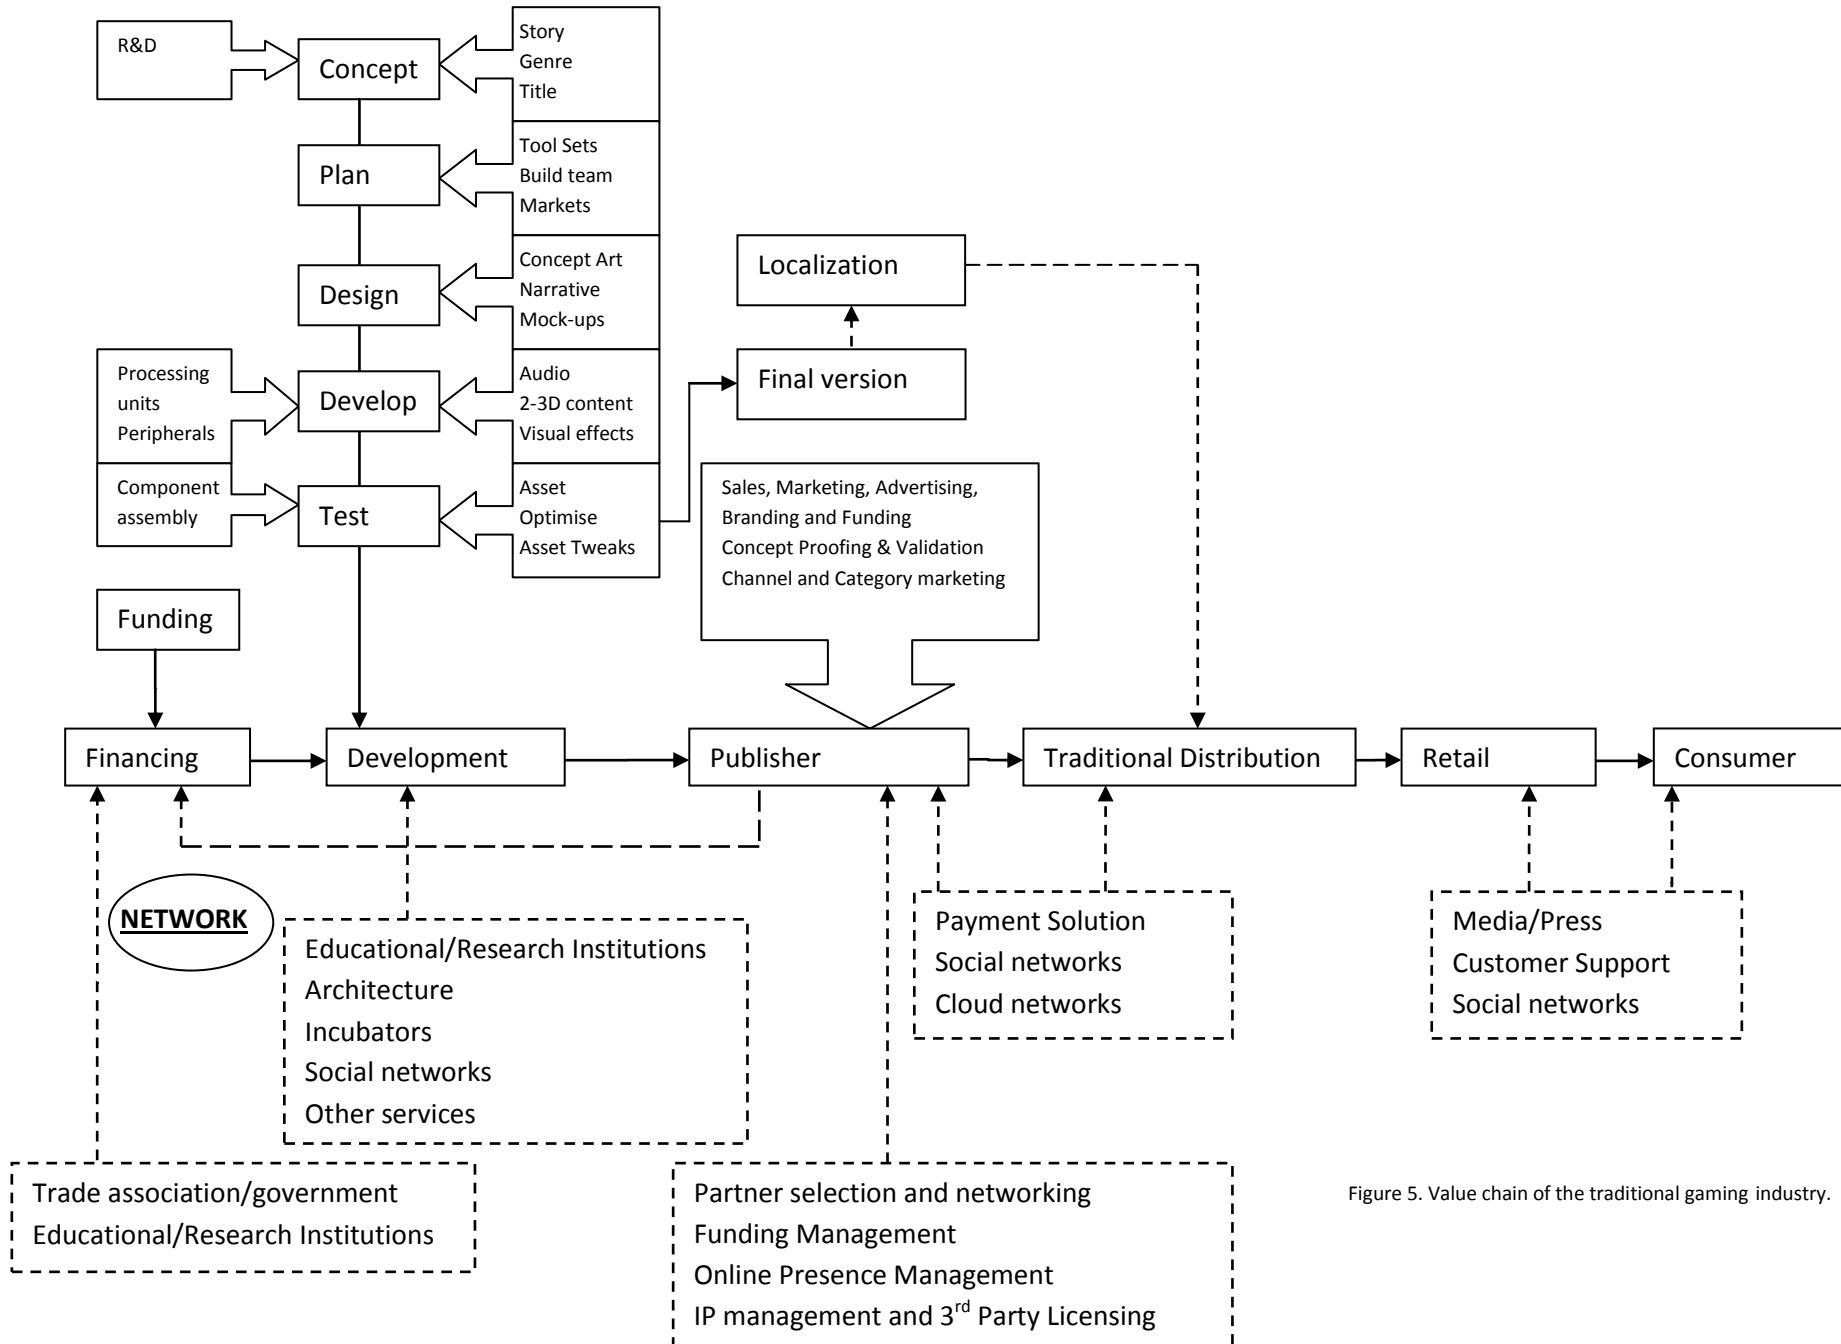 R&D
Concept
Story
Genre
Title
Plan
Tool Sets
Build team
Markets
Design
Concept Art
Narrative
Mock-ups
Localization
Processing
units
Peripherals
Develop
Audio
2-3D content
Visual effects
Final version
Component
assembly
Test
Asset
Optimise
Asset Tweaks
Sales, Marketing, Advertising,
Branding and Funding
Concept Proofing & Validation
Channel and Category marketing
Funding
Financing
Development
Publisher
Traditional Distribution
Retail
Consumer
NETWORK
Educational/Research Institutions
Architecture
Incubators
Social networks
Other services
Payment Solution
Social networks
Cloud networks
Media/Press
Customer Support
Social networks
Trade association/government
Educational/Research Institutions
Partner selection and networking
Funding Management
Online Presence Management
IP management and 3rd Party Licensing
Figure 5. Value chain of the traditional gaming industry.